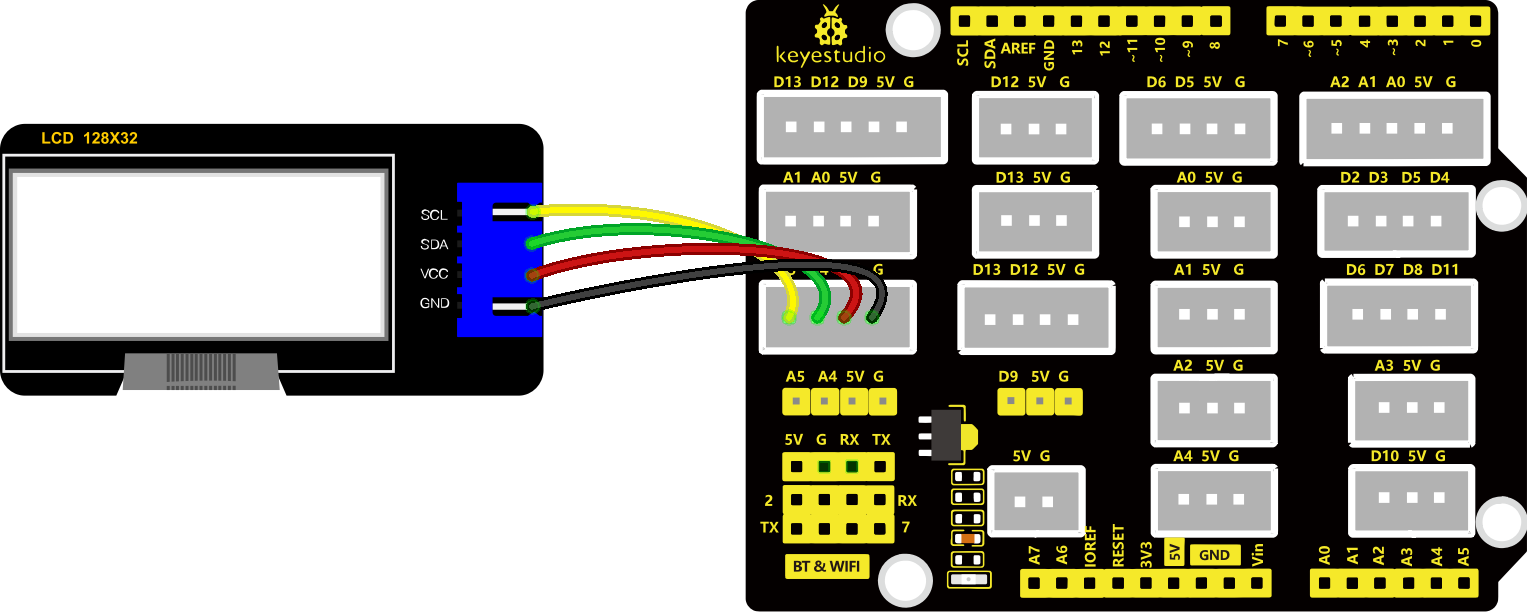 LCD 128X32
SCL
SDA
VCC
GND
keyestudio
SCL SDA AREF GND 13 12 ~11 ~10 ~9 8
7 ~6 ~5 4 ~3 2 1 0
D13 D12 D9 5V G
D12 5V G
D6 D5 5V G
A2 A1 A0 5V G
A1 A0 5V G
D13 5V G
A0 5V G
D2 D3 D5 D4
G
D13 D12 5V G
A1 5V G
D6 D7 D8 D11
A5 A4 5V G
D9 5V G
A2 5V G
A3 5V G
5V G RX TX
5V G
A4 5V G
D10 5V G
2 RX
TX 7
BT & WIFI
A7 A6 IOREF RESET 3V3 5V GND Vin
A0 A1 A2 A3 A4 A5